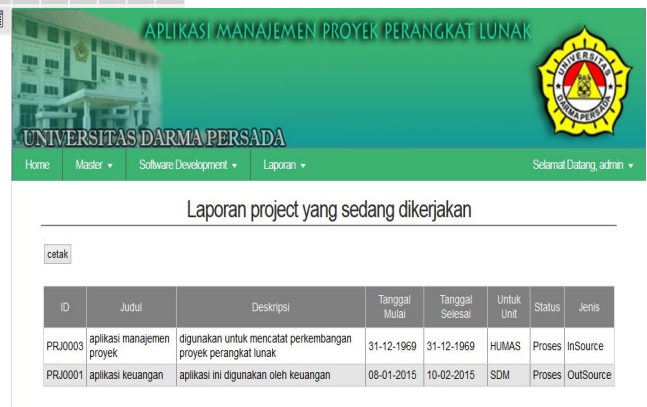 APLIKASI MANAJEMEN PROYEK PERANGKAT LUNAK
UNIVERSITAS
DARMA PERSADA
UNIVERSITAS DARMA PERSADA
Home Master Software Development Laporan Selamat Datang, admin
Laporan project yang sedang dikerjakan
cetak
ID Judul Deskripsi Tanggal Mulai Tanggal Selesai Untuk Unit Status Jenis
PRJ0003 aplikasi manajemen proyek digunakan untuk mencatat perkembangan proyek perangkat lunak 31-12-1969 31-12-1969 HUMAS Proses InSource
PRJ0001 aplikasi keuangan aplikasi ini digunakan oleh keuangan 08-01-2015 10-02-2015 SDM Proses OutSource